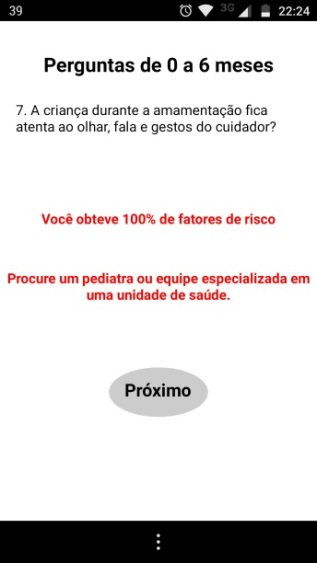 39 3G 22:24
Perguntas de 0 a 6 meses
7. A criança durante a amamentação fica
atenta ao olhar, fala e gestos do cuidador?
Você obteve 100% de fatores de risco
Procure um pediatra ou equipe especializada em
uma unidade de saúde.
Próximo